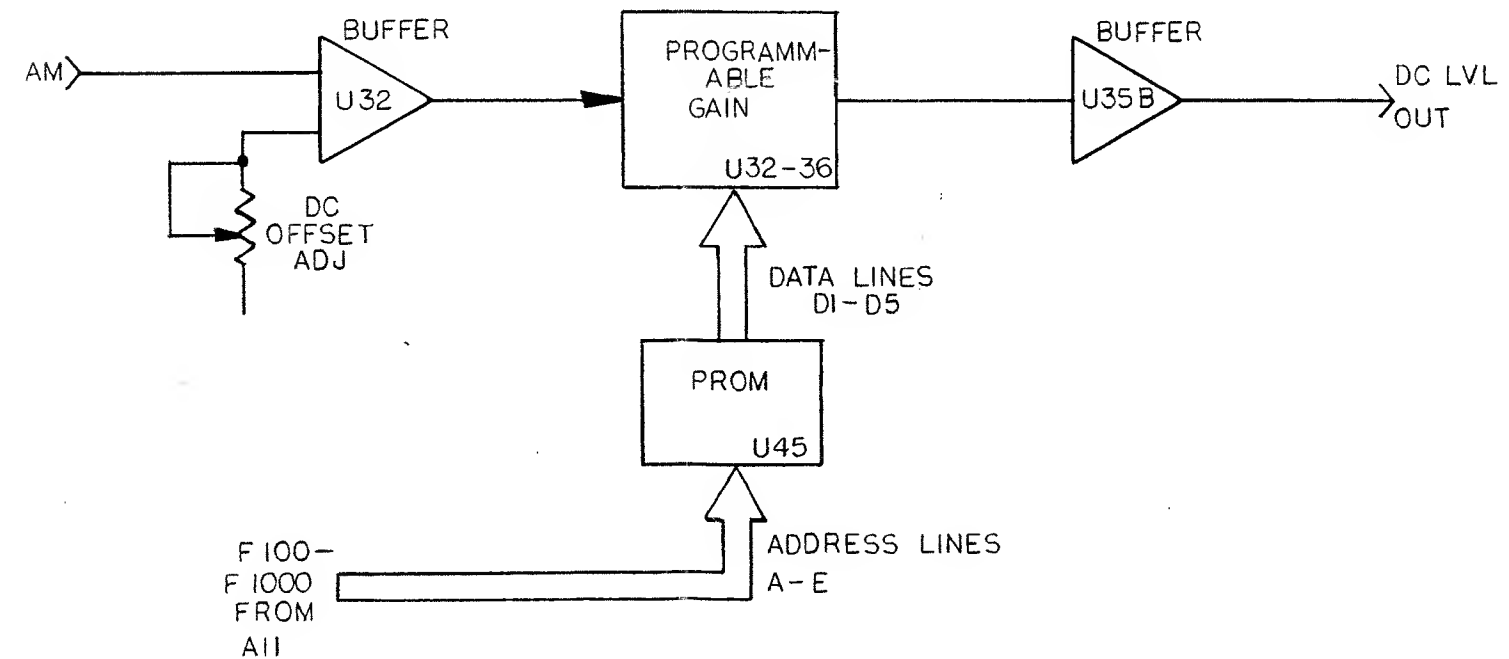 BUFFER
AM
U32
DC
OFFSET
ADJ
PROGRAMM-
ABLE
GAIN
U32-36
BUFFER
U35B
DC LVL
OUT
DATA LINES
D1-D5
PROM
U45
F100-
F1000
FROM
A11
ADDRESS LINES
A-E